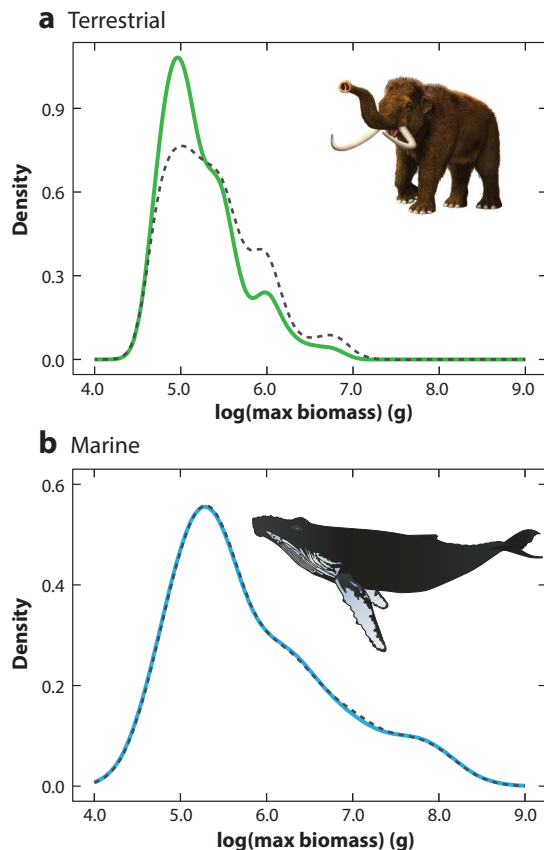 a Terrestrial
0.9
0.6
0.3
0.0
Density
4.0 5.0 6.0 7.0 8.0 9.0
log(max biomass) (g)
b Marine
0.6
0.4
0.2
0.0
Density
4.0 5.0 6.0 7.0 8.0 9.0
log(max biomass) (g)